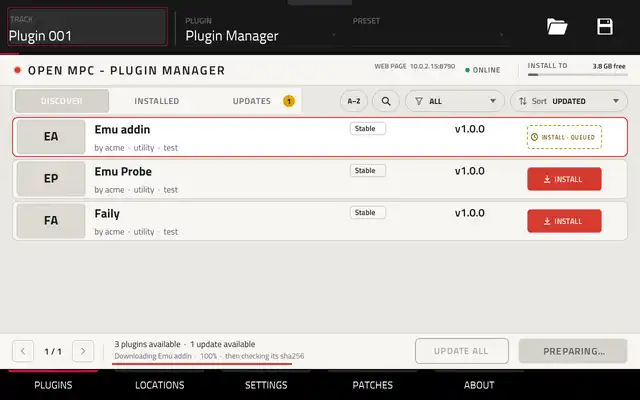 TRACK
Plugin 001
PLUGIN
Plugin Manager
PRESET
OPEN MPC - PLUGIN MANAGER
WEB PAGE 10.0.2.15:8790
ONLINE
INSTALL TO
3.8 GB free
DISCOVER
INSTALLED
UPDATES
1
A-Z
ALL
Sort UPDATED
EA
Emu addin
by acme · utility · test
Stable
v1.0.0
INSTALL · QUEUED
EP
Emu Probe
by acme · utility · test
Stable
v1.0.0
INSTALL
FA
Faily
by acme · utility · test
Stable
v1.0.0
INSTALL
1 / 1
3 plugins available · 1 update available
Downloading Emu addin · 100% · then checking its sha256
UPDATE ALL
PREPARING...
PLUGINS
LOCATIONS
SETTINGS
PATCHES
ABOUT